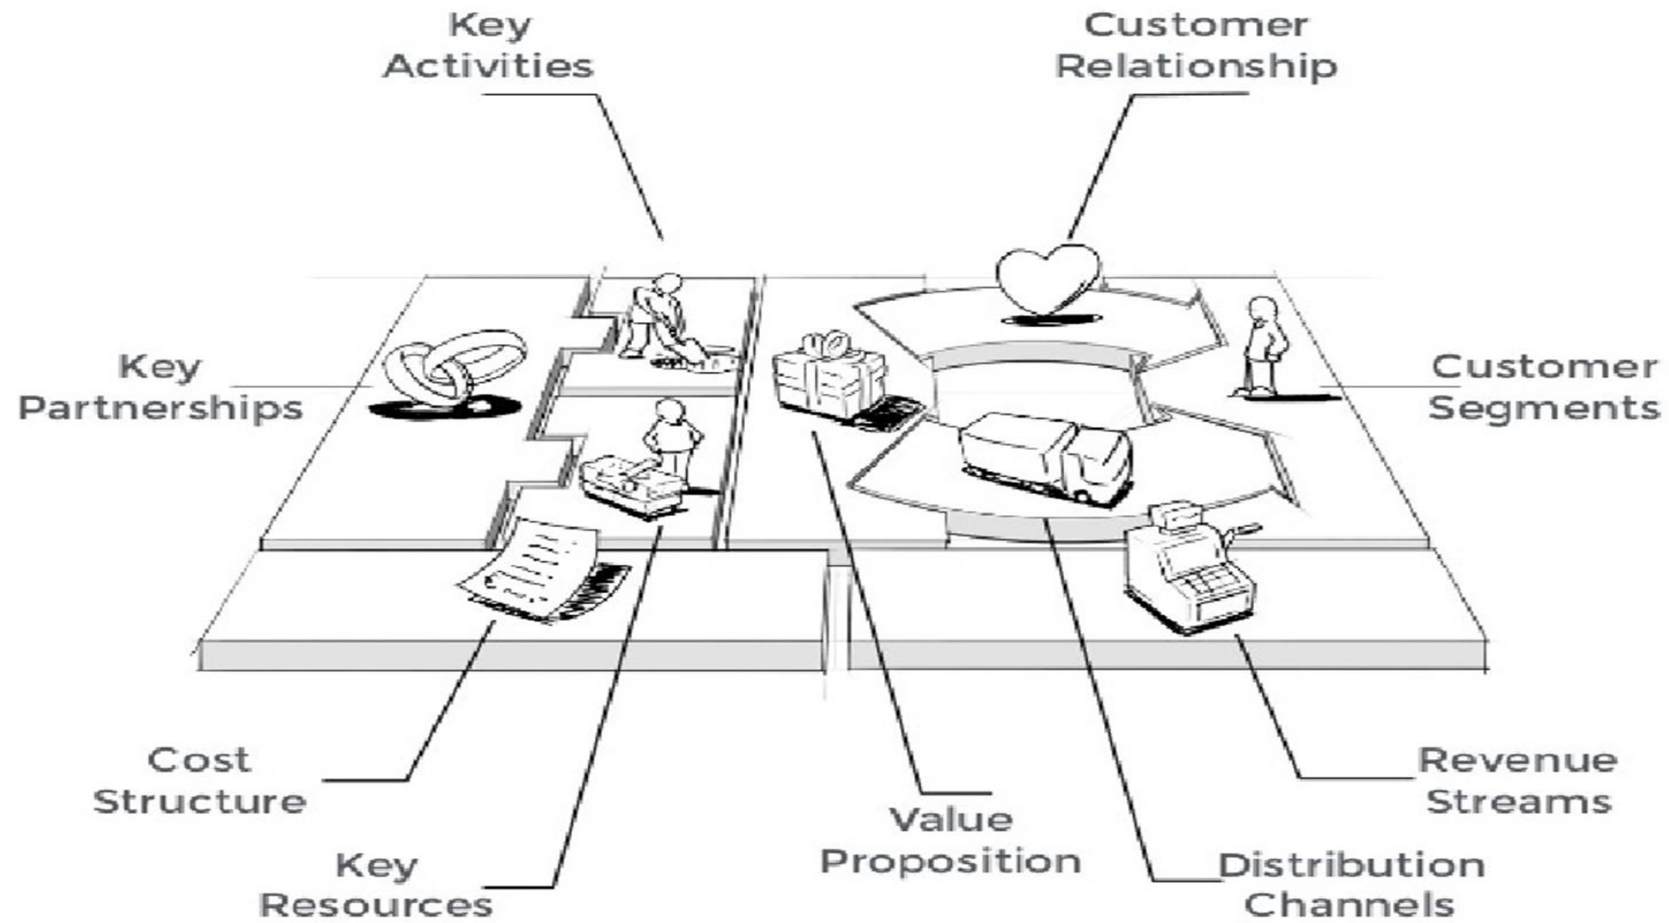 Key
Activities
Customer
Relationship
Key
Partnerships
Customer
Segments
Cost
Structure
Revenue
Streams
Value
Proposition
Key
Resources
Distribution
Channels